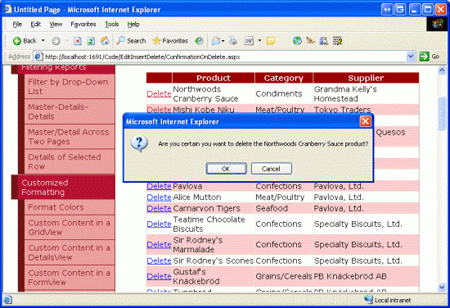 Untitled Page - Microsoft Internet Explorer
File Edit View Favorites Tools Help
Back Search Favorites
Address http://localhost:1691/Code/EditInsertDelete/ConfirmationOnDelete.aspx Go
Filtering Reports
Filter by Drop-Down List
Master-Details-Details
Master/Detail Across Two Pages
Details of Selected Row
Customized Formatting
Format Colors
Custom Content in a GridView
Custom Content in a DetailsView
Custom Content in a FormView
Product Category Supplier
Delete Northwoods Cranberry Sauce Condiments Grandma Kelly's Homestead
Delete Mishi Kobe Niku Meat/Poultry Tokyo Traders
Quesos
Microsoft Internet Explorer
Are you certain you want to delete the Northwoods Cranberry Sauce product?
OK Cancel
Delete Pavlova Confections Pavlova, Ltd.
Delete Alice Mutton Meat/Poultry Pavlova, Ltd.
Delete Carnarvon Tigers Seafood Pavlova, Ltd.
Delete Teatime Chocolate Biscuits Confections Specialty Biscuits, Ltd.
Delete Sir Rodney's Marmalade Confections Specialty Biscuits, Ltd.
Delete Sir Rodney's Scones Confections Specialty Biscuits, Ltd.
Delete Gustaf's Knäckebröd Grains/Cereals PB Knäckebröd AB
Delete Tunnbröd
Local intranet